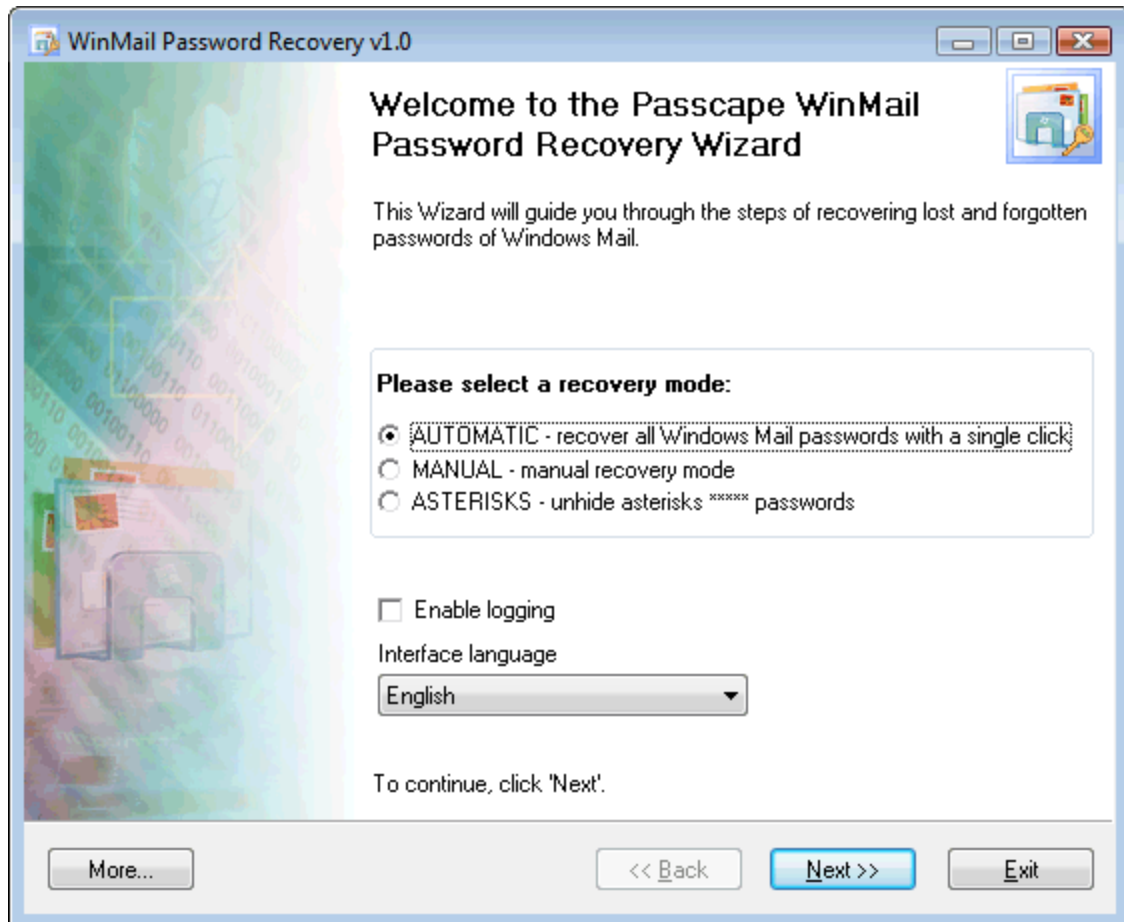 WinMail Password Recovery v1.0
Welcome to the Passcape WinMail
Password Recovery Wizard
This Wizard will guide you through the steps of recovering lost and forgotten
passwords of Windows Mail.
Please select a recovery mode:
AUTOMATIC - recover all Windows Mail passwords with a single click
MANUAL - manual recovery mode
ASTERISKS - unhide asterisks ***** passwords
Enable logging
Interface language
English
To continue, click 'Next'.
More...
<< Back
Next >>
Exit